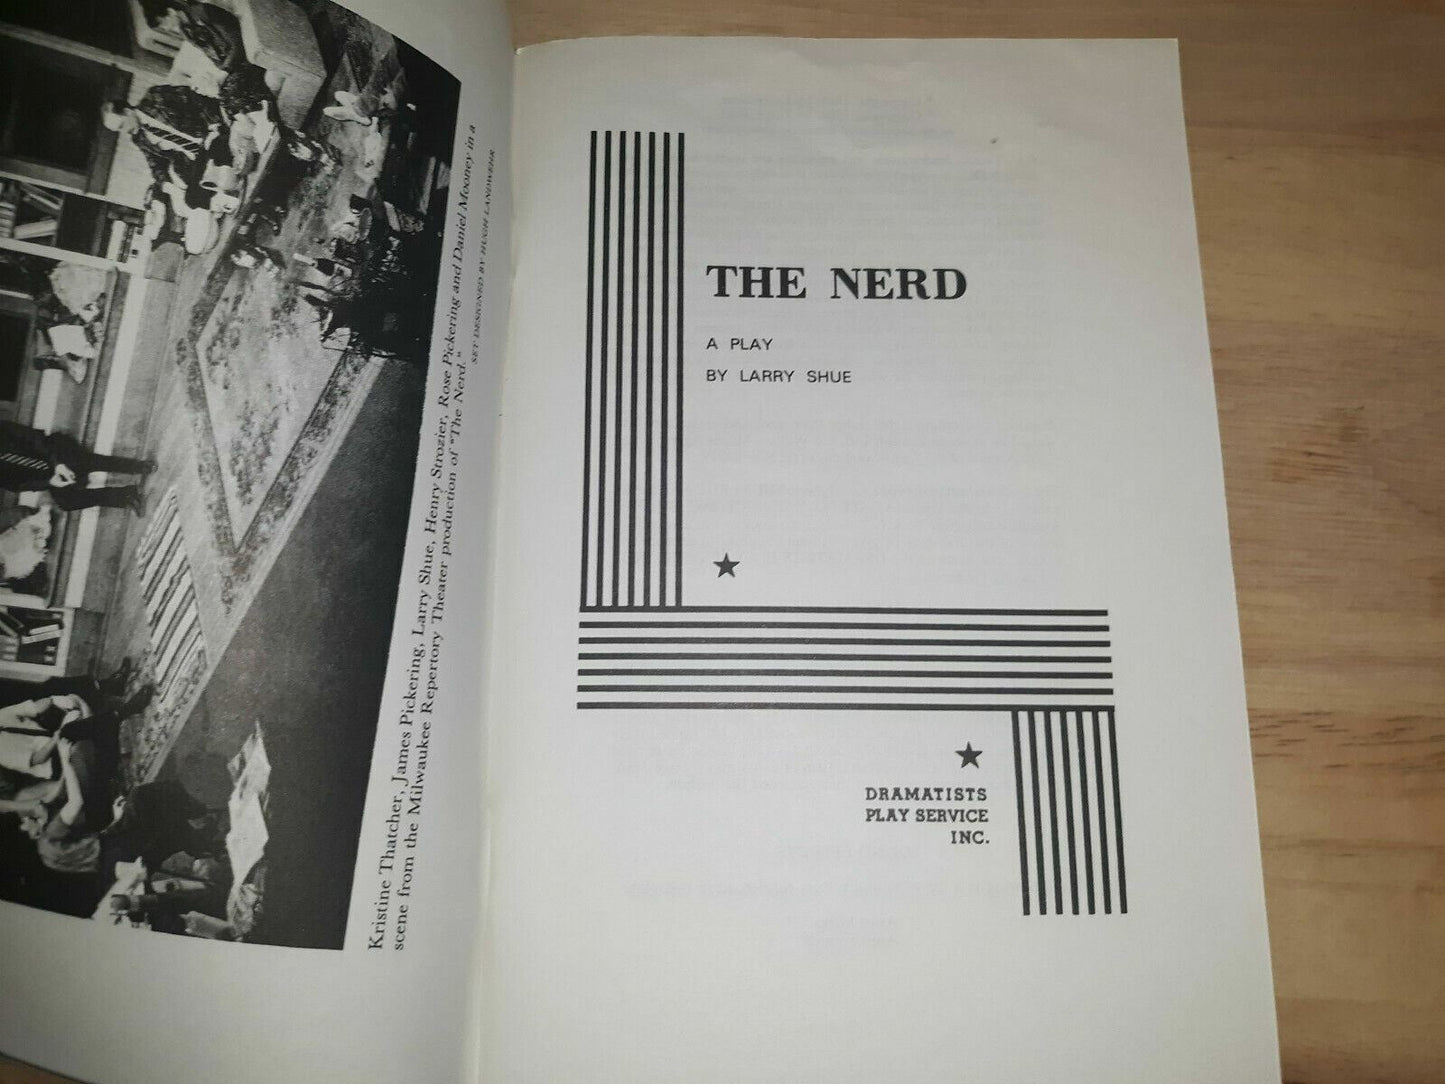 Kristine Thatcher, James Pickering, Larry Shue, Henry Strozier, Rose Pickering and Daniel Mooney in a
scene from the Milwaukee Repertory Theater production of "The Nerd."
SET DESIGNED BY HUGH LANDWEHR
THE NERD
A PLAY
BY LARRY SHUE
DRAMATISTS
PLAY SERVICE
INC.